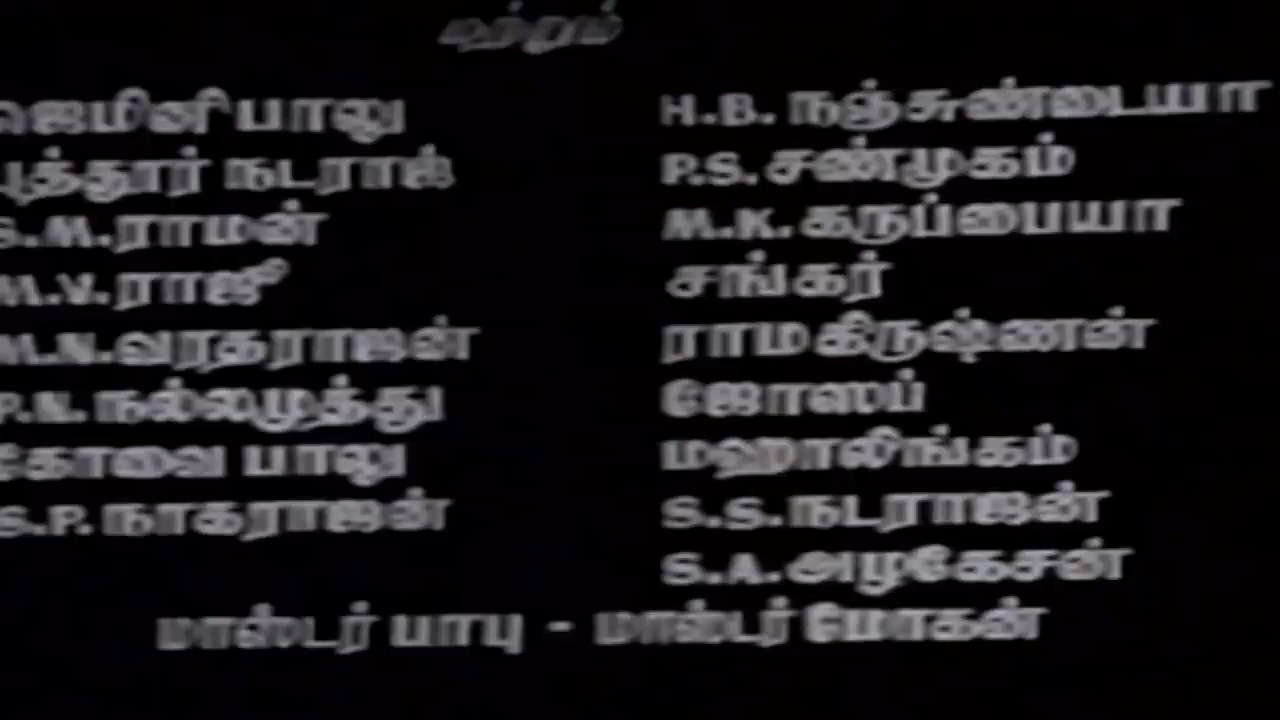 மற்றும்
ஜெமினி பாலு
புத்தூர் நடராஜ்
S.M. ராமன்
M.V. ராஜூ
M.N. வரதராஜன்
P.N. நல்லமுத்து
கோவை பாலு
S.P. நாகராஜன்
H.B. நஞ்சுண்டையா
P.S. சண்முகம்
M.K. கருப்பையா
சங்கர்
ராமகிருஷ்ணன்
ஜோஸப்
மஹாலிங்கம்
S.S. நடராஜன்
S.A. அழகேசன்
மாஸ்டர் பாபு - மாஸ்டர் மோகன்